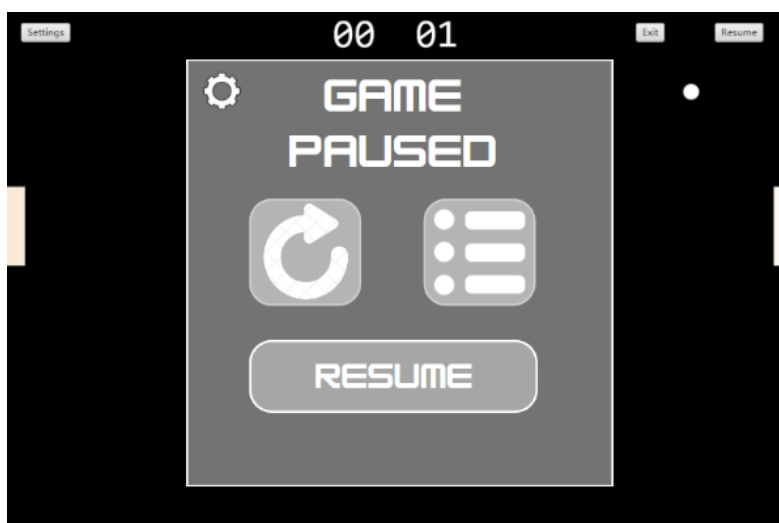 Settings
00 01
Exit
Resume
GAME
PAUSED
RESUME